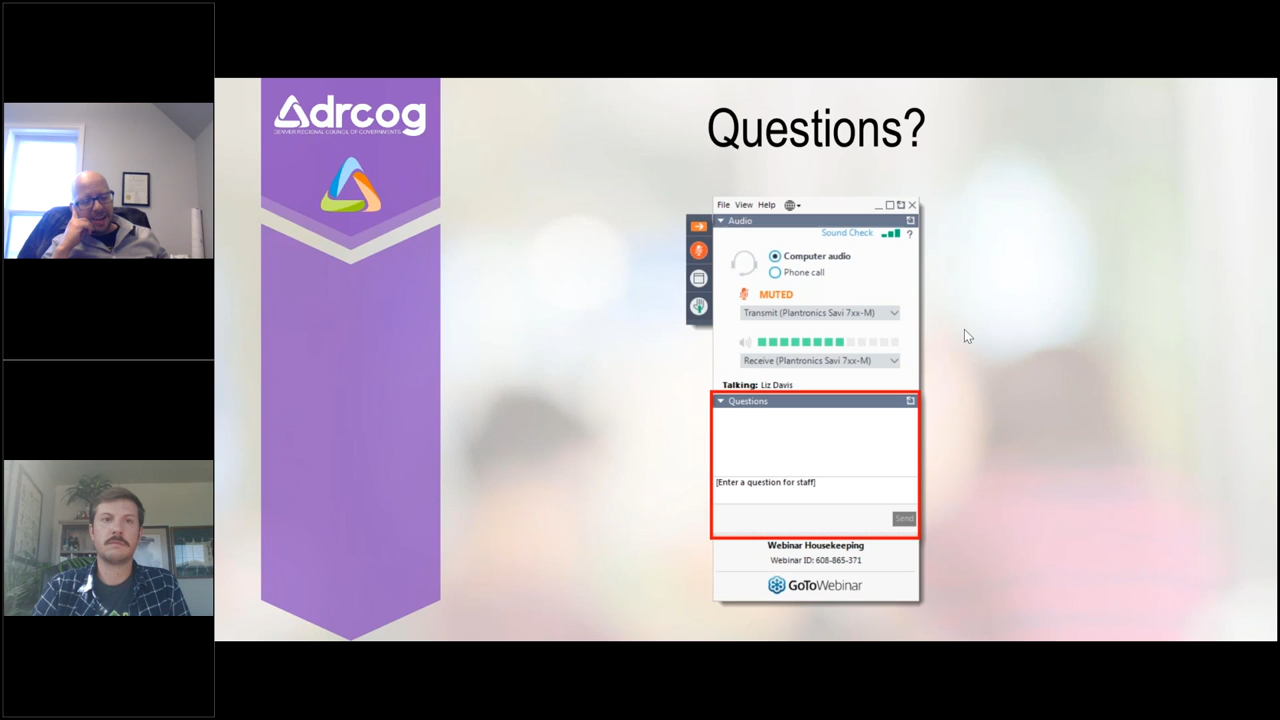 drcog
DENVER REGIONAL COUNCIL OF GOVERNMENTS
Questions?
File View Help
Audio
Sound Check ?
Computer audio
Phone call
MUTED
Transmit (Plantronics Savi 7xx-M)
Receive (Plantronics Savi 7xx-M)
Talking: Liz Davis
Questions
[Enter a question for staff]
Send
Webinar Housekeeping
Webinar ID: 608-865-371
GoToWebinar